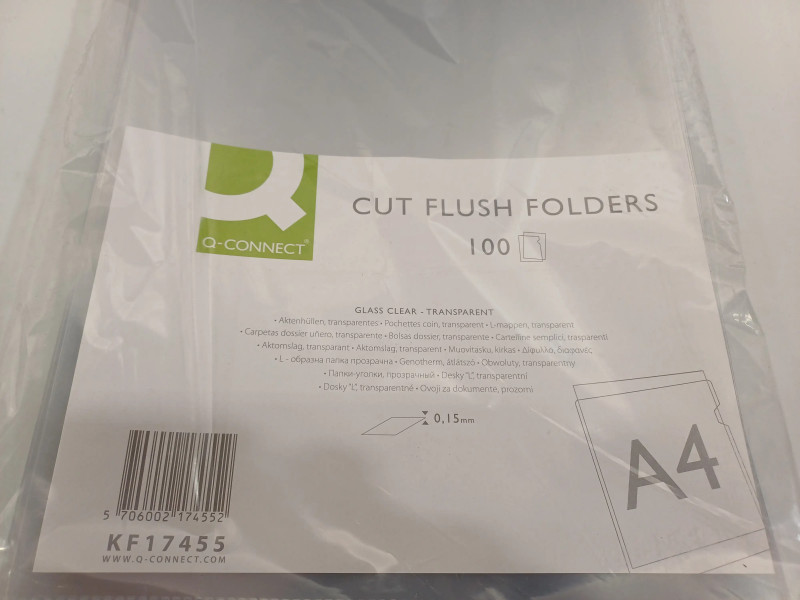 Q-CONNECT®
CUT FLUSH FOLDERS
100
GLASS CLEAR - TRANSPARENT
• Aktenhüllen, transparentes • Pochettes coin, transparent • L-mappen, transparent
• Carpetas dossier uñero, transparente • Bolsas dossier, transparente • Cartelline semplici, trasparenti
• Aktomslag, transparant • Aktomslag, transparent • Muovitasku, kirkas • Δίφυλλο, διαφανές,
• L - образна папка прозрачна • Genotherm, átlátszó • Obwoluty, transparentny
• Папки-уголки, прозрачный • Desky "L", transparentní
• Dosky "L", transparentné • Ovoji za dokumente, prozorni
0,15mm
A4
5 706002 174552
KF17455
WWW.Q-CONNECT.COM